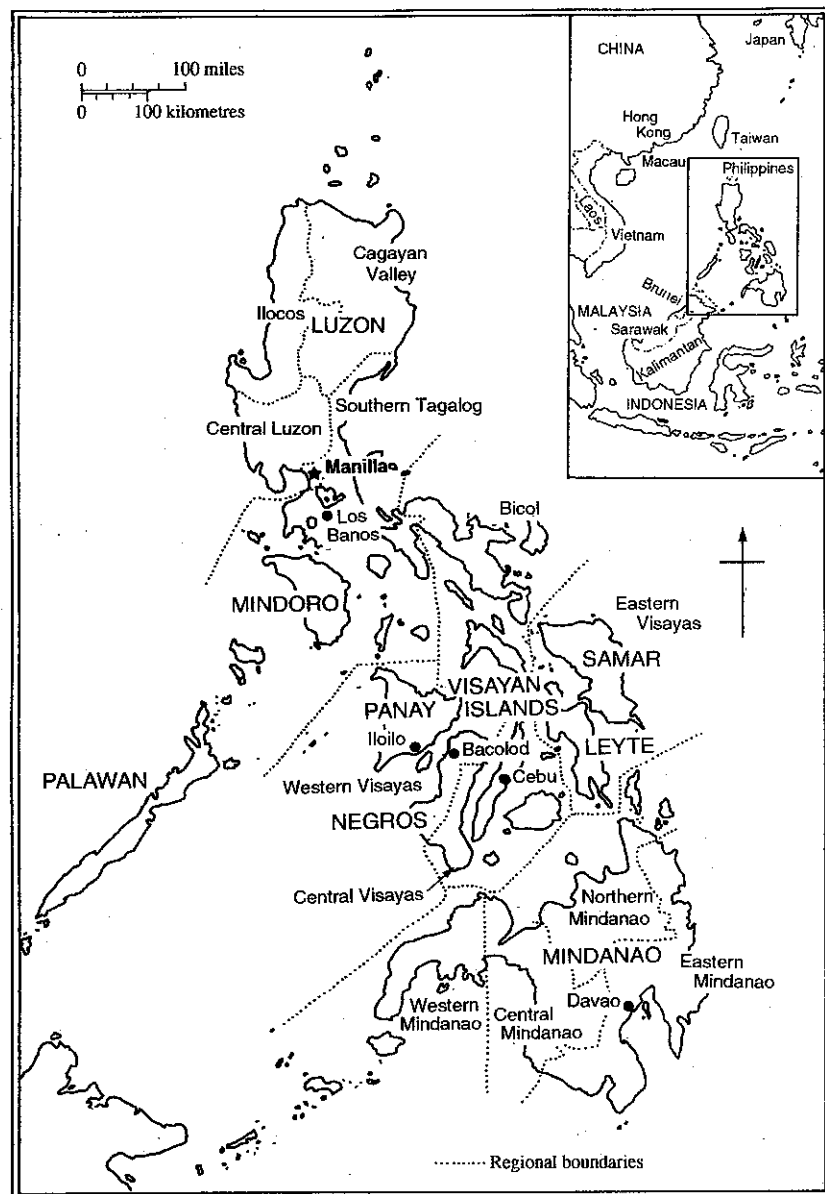 0 100 miles
0 100 kilometres
CHINA
Japan
Hong
Kong
Macau
Taiwan
Philippines
Laos
Vietnam
Brunei
MALAYSIA
Sarawak
Kalimantan
INDONESIA
Cagayan
Valley
Ilocos
LUZON
Southern Tagalog
Central Luzon
Manilla
Los
Banos
Bicol
MINDORO
Eastern
Visayas
SAMAR
VISAYAN
ISLANDS
PANAY
Iloilo
Bacolod
LEYTE
PALAWAN
Western Visayas
Cebu
NEGROS
Central Visayas
Northern
Mindanao
MINDANAO
Eastern
Mindanao
Western
Mindanao
Central
Mindanao
Davao
Regional boundaries